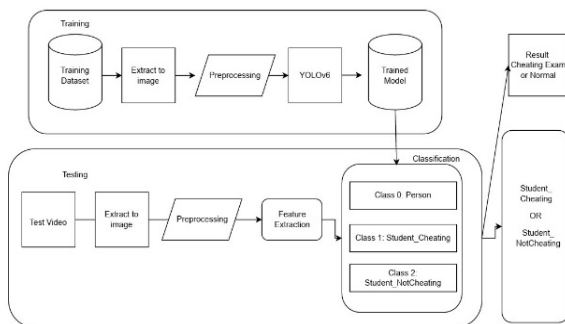 Training
Training
Dataset
Extract to
image
Preprocessing
YOLOv6
Trained
Model
Result
Cheating Exam
or Normal
Testing
Classification
Test Video
Extract to
image
Preprocessing
Feature
Extraction
Class 0: Person
Class 1: Student_Cheating
Class 2:
Student_NotCheating
Student_
Cheating
OR
Student_
NotCheating